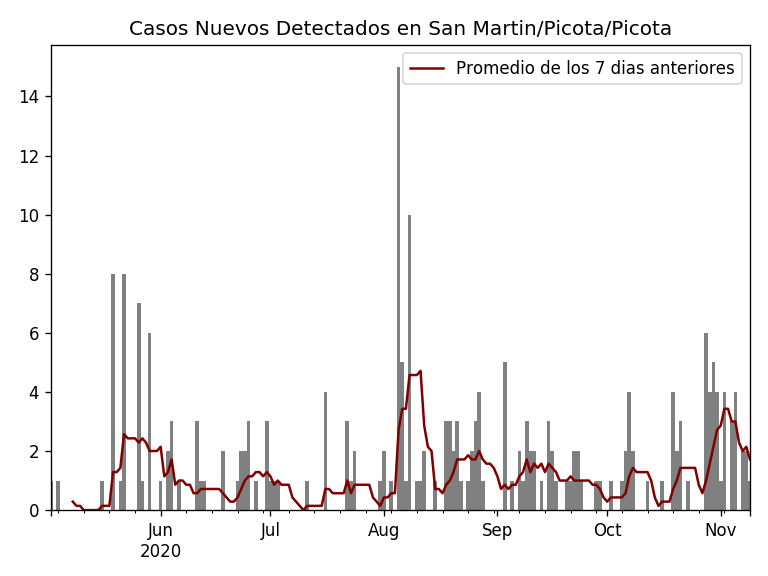 Casos Nuevos Detectados en San Martin/Picota/Picota
Promedio de los 7 dias anteriores
14
12
10
8
6
4
2
0
Jun
2020
Jul
Aug
Sep
Oct
Nov